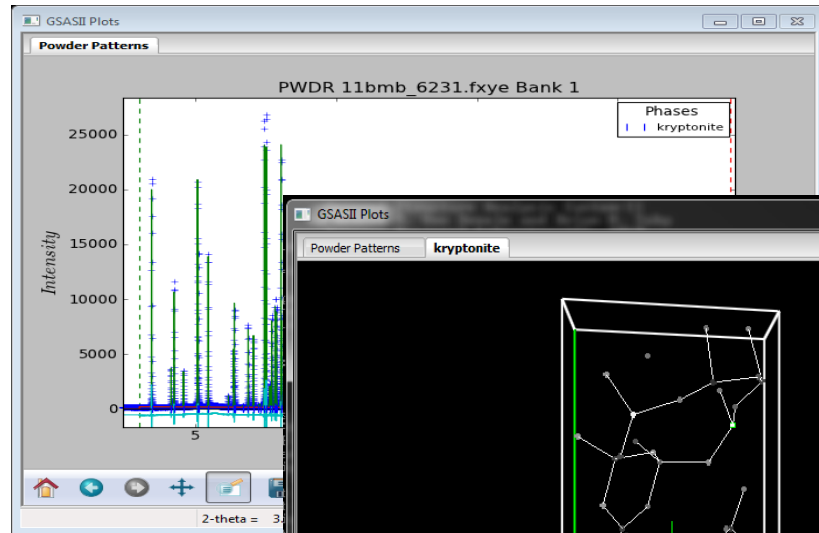 GSASII Plots
Powder Patterns
PWDR 11bmb_6231.fxye Bank 1
Phases
kryptonite
25000
20000
15000
10000
5000
0
Intensity
5
2-theta = 3.
GSASII Plots
Powder Patterns kryptonite